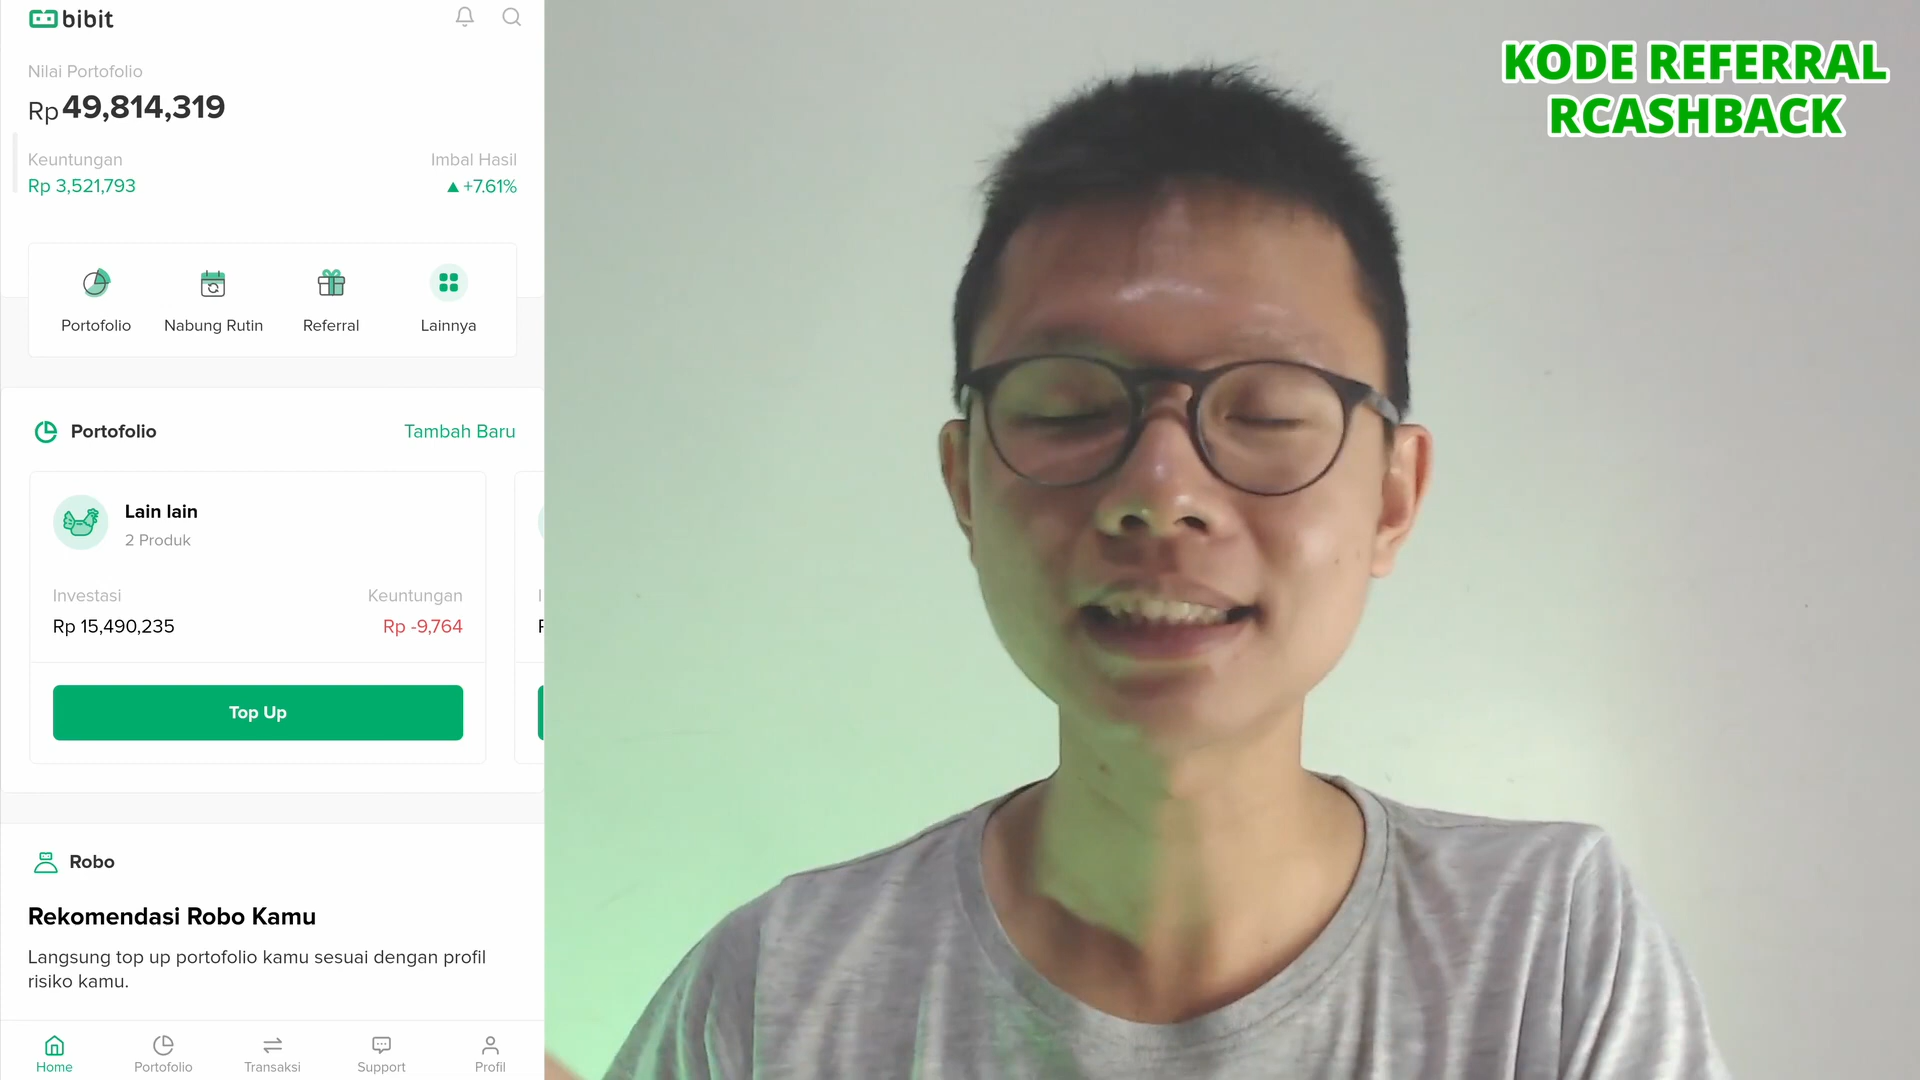 bibit
Nilai Portofolio
Rp 49,814,319
Keuntungan
Imbal Hasil
Rp 3,521,793
▲ +7.61%
Portofolio
Nabung Rutin
Referral
Lainnya
Portofolio
Tambah Baru
Lain lain
2 Produk
Investasi
Keuntungan
Rp 15,490,235
Rp -9,764
Top Up
Robo
Rekomendasi Robo Kamu
Langsung top up portofolio kamu sesuai dengan profil
risiko kamu.
Home
Portofolio
Transaksi
Support
Profil
KODE REFERRAL
RCASHBACK